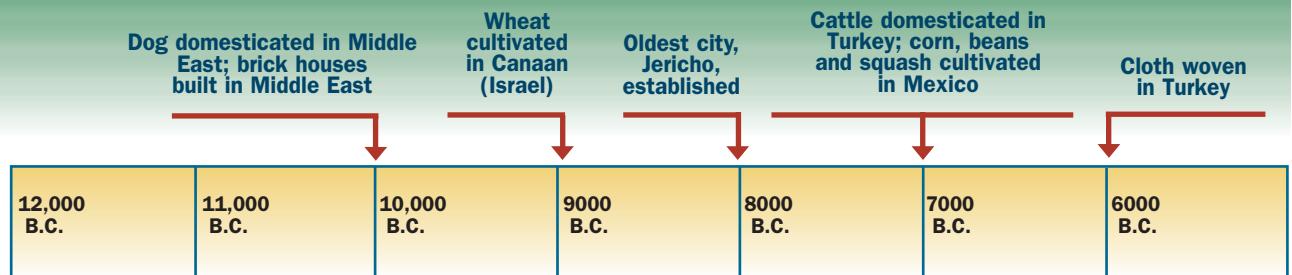 Dog domesticated in Middle
East; brick houses
built in Middle East
Wheat
cultivated
in Canaan
(Israel)
Oldest city,
Jericho,
established
Cattle domesticated in
Turkey; corn, beans
and squash cultivated
in Mexico
Cloth woven
in Turkey
12,000
B.C.
11,000
B.C.
10,000
B.C.
9000
B.C.
8000
B.C.
7000
B.C.
6000
B.C.